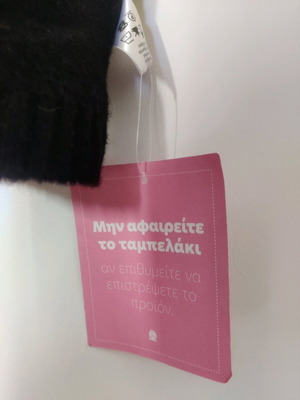 Μην αφαιρείτε
το ταμπελάκι
αν επιθυμείτε να
επιστρέψετε το
προϊόν.